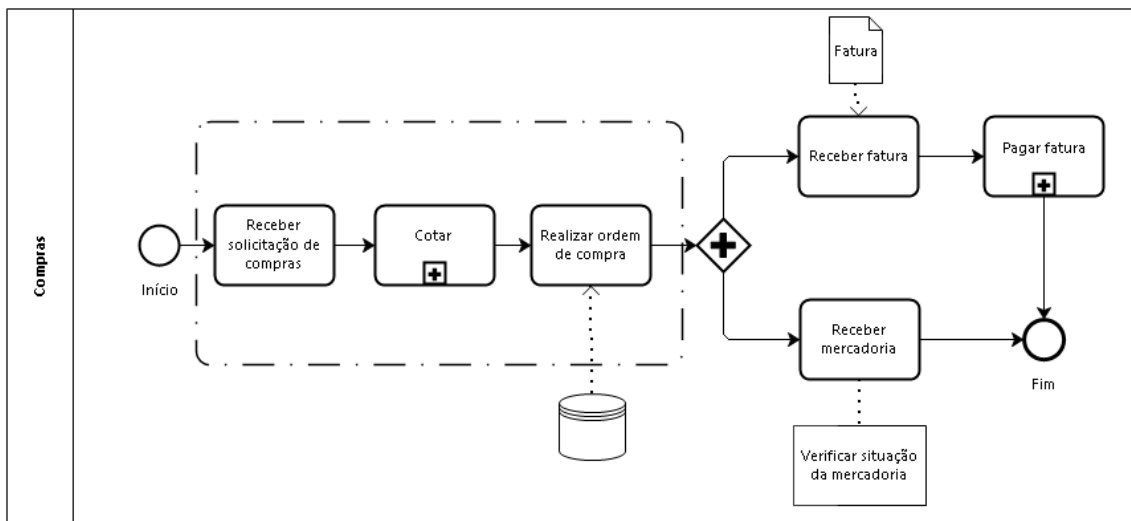 Compras
Início
Receber
solicitação de
compras
Cotar
Realizar ordem
de compra
Fatura
Receber fatura
Pagar fatura
Receber
mercadoria
Fim
Verificar situação
da mercadoria